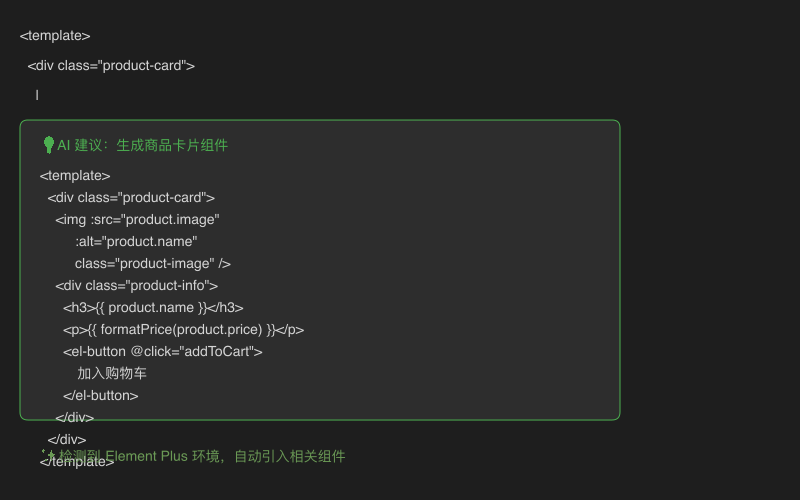 <template>
<div class="product-card">
|
AI 建议：生成商品卡片组件
<template>
<div class="product-card">
<img :src="product.image"
:alt="product.name"
class="product-image" />
<div class="product-info">
<h3>{{ product.name }}</h3>
<p>{{ formatPrice(product.price) }}</p>
<el-button @click="addToCart">
加入购物车
</el-button>
</div>
</div>
检测到 Element Plus 环境，自动引入相关组件
</template>